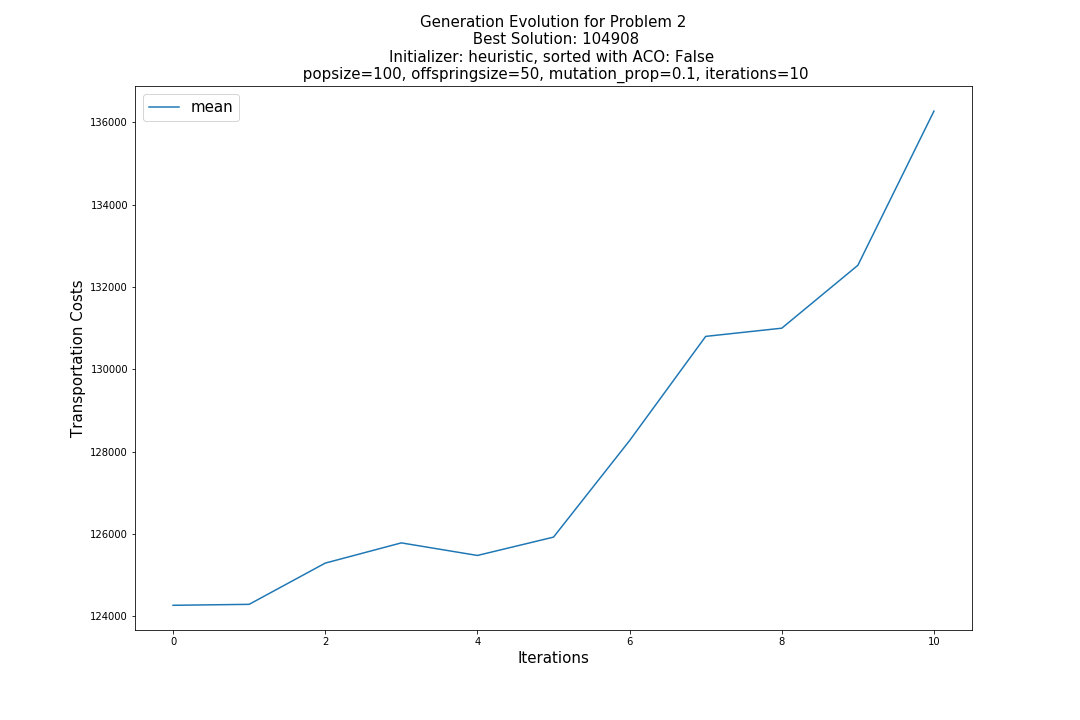 Generation Evolution for Problem 2
Best Solution: 104908
Initializer: heuristic, sorted with ACO: False
popsize=100, offspringsize=50, mutation_prop=0.1, iterations=10
mean
136000
134000
132000
130000
128000
126000
124000
Transportation Costs
0 2 4 6 8 10
Iterations